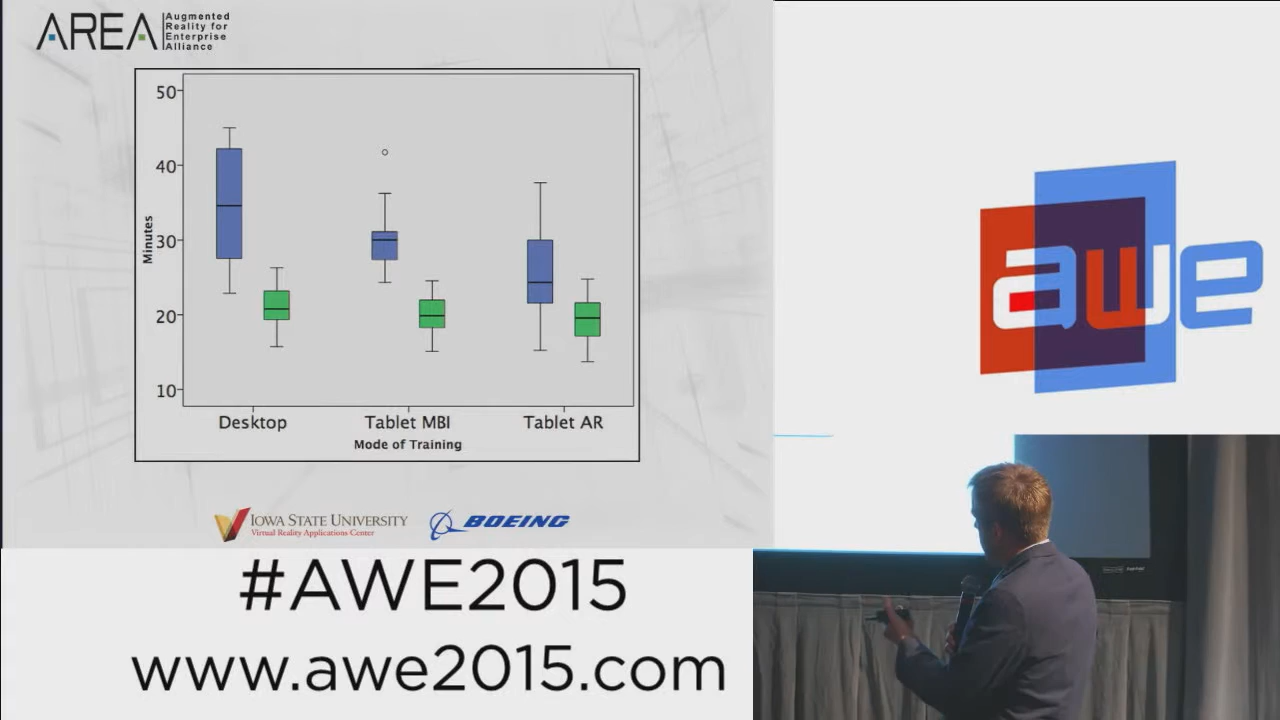 AREA
Augmented
Reality for
Enterprise
Alliance
50
40
30
20
10
Minutes
Desktop
Tablet MBI
Tablet AR
Mode of Training
IOWA STATE UNIVERSITY
Virtual Reality Applications Center
BOEING
#AWE2015
www.awe2015.com
awe